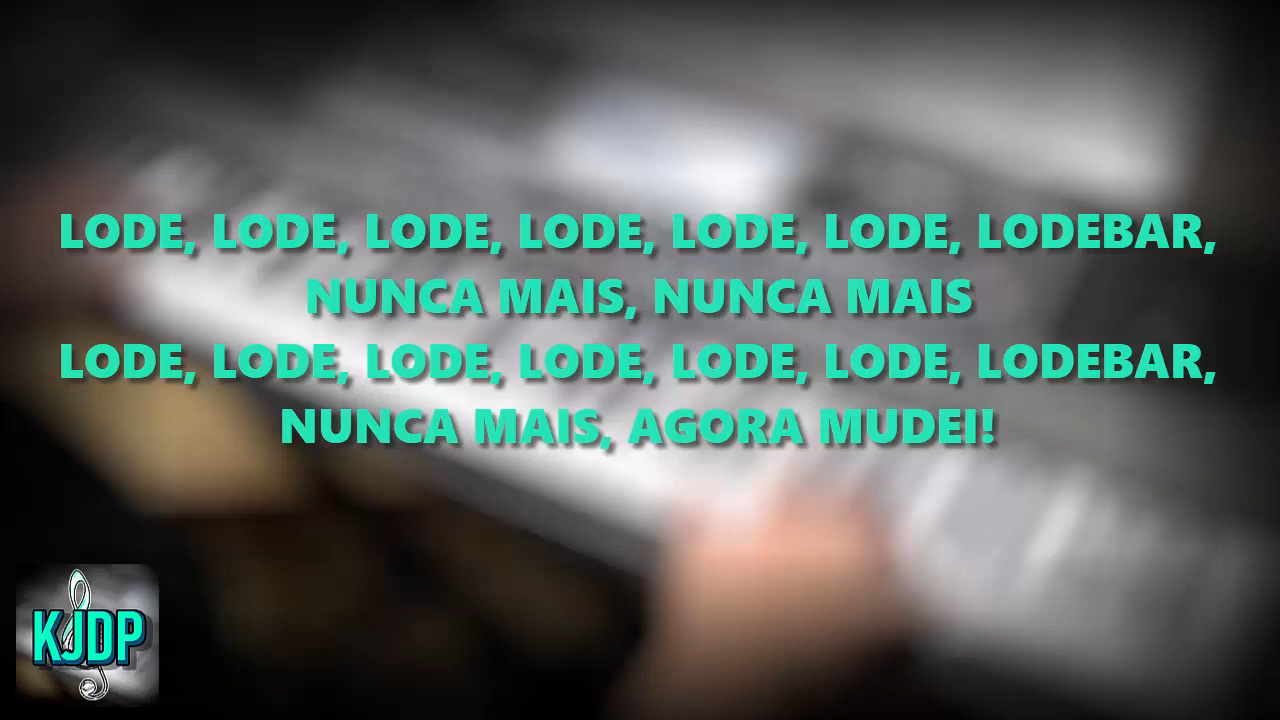 LODE, LODE, LODE, LODE, LODE, LODE, LODEBAR,
NUNCA MAIS, NUNCA MAIS
LODE, LODE, LODE, LODE, LODE, LODE, LODEBAR,
NUNCA MAIS, AGORA MUDEI!
KJDP